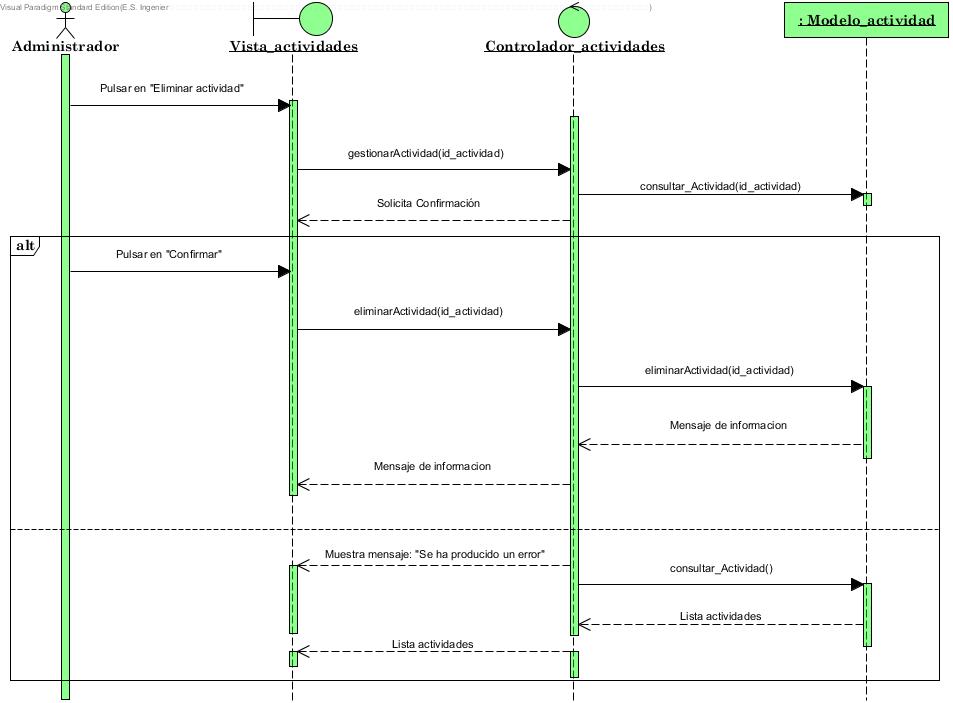 Visual Paradigm Standard Edition(E.S. Ingenier )
Administrador
Vista_actividades
Controlador_actividades
: Modelo_actividad
Pulsar en "Eliminar actividad"
gestionarActividad(id_actividad)
consultar_Actividad(id_actividad)
Solicita Confirmación
alt
Pulsar en "Confirmar"
eliminarActividad(id_actividad)
eliminarActividad(id_actividad)
Mensaje de informacion
Mensaje de informacion
Muestra mensaje: "Se ha producido un error"
consultar_Actividad()
Lista actividades
Lista actividades